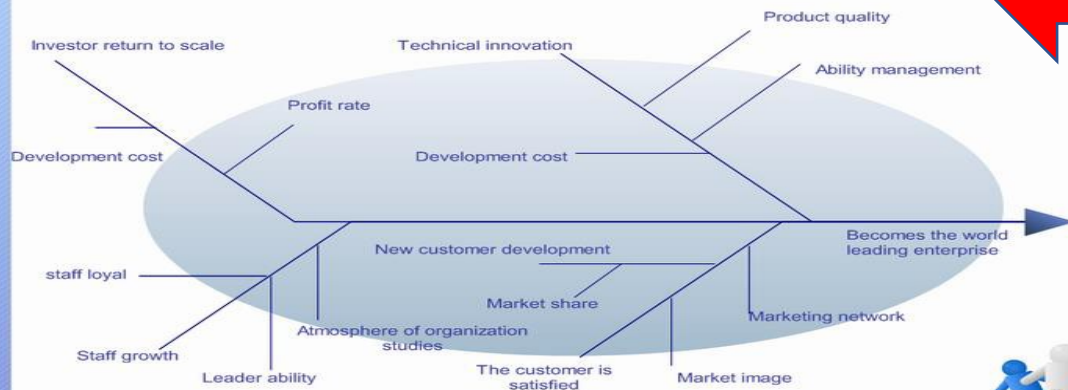 Product quality
Investor return to scale
Technical innovation
Ability management
Profit rate
Development cost
Development cost
Becomes the world
leading enterprise
New customer development
staff loyal
Market share
Marketing network
Atmosphere of organization
studies
Staff growth
Leader ability
The customer is
satisfied
Market image